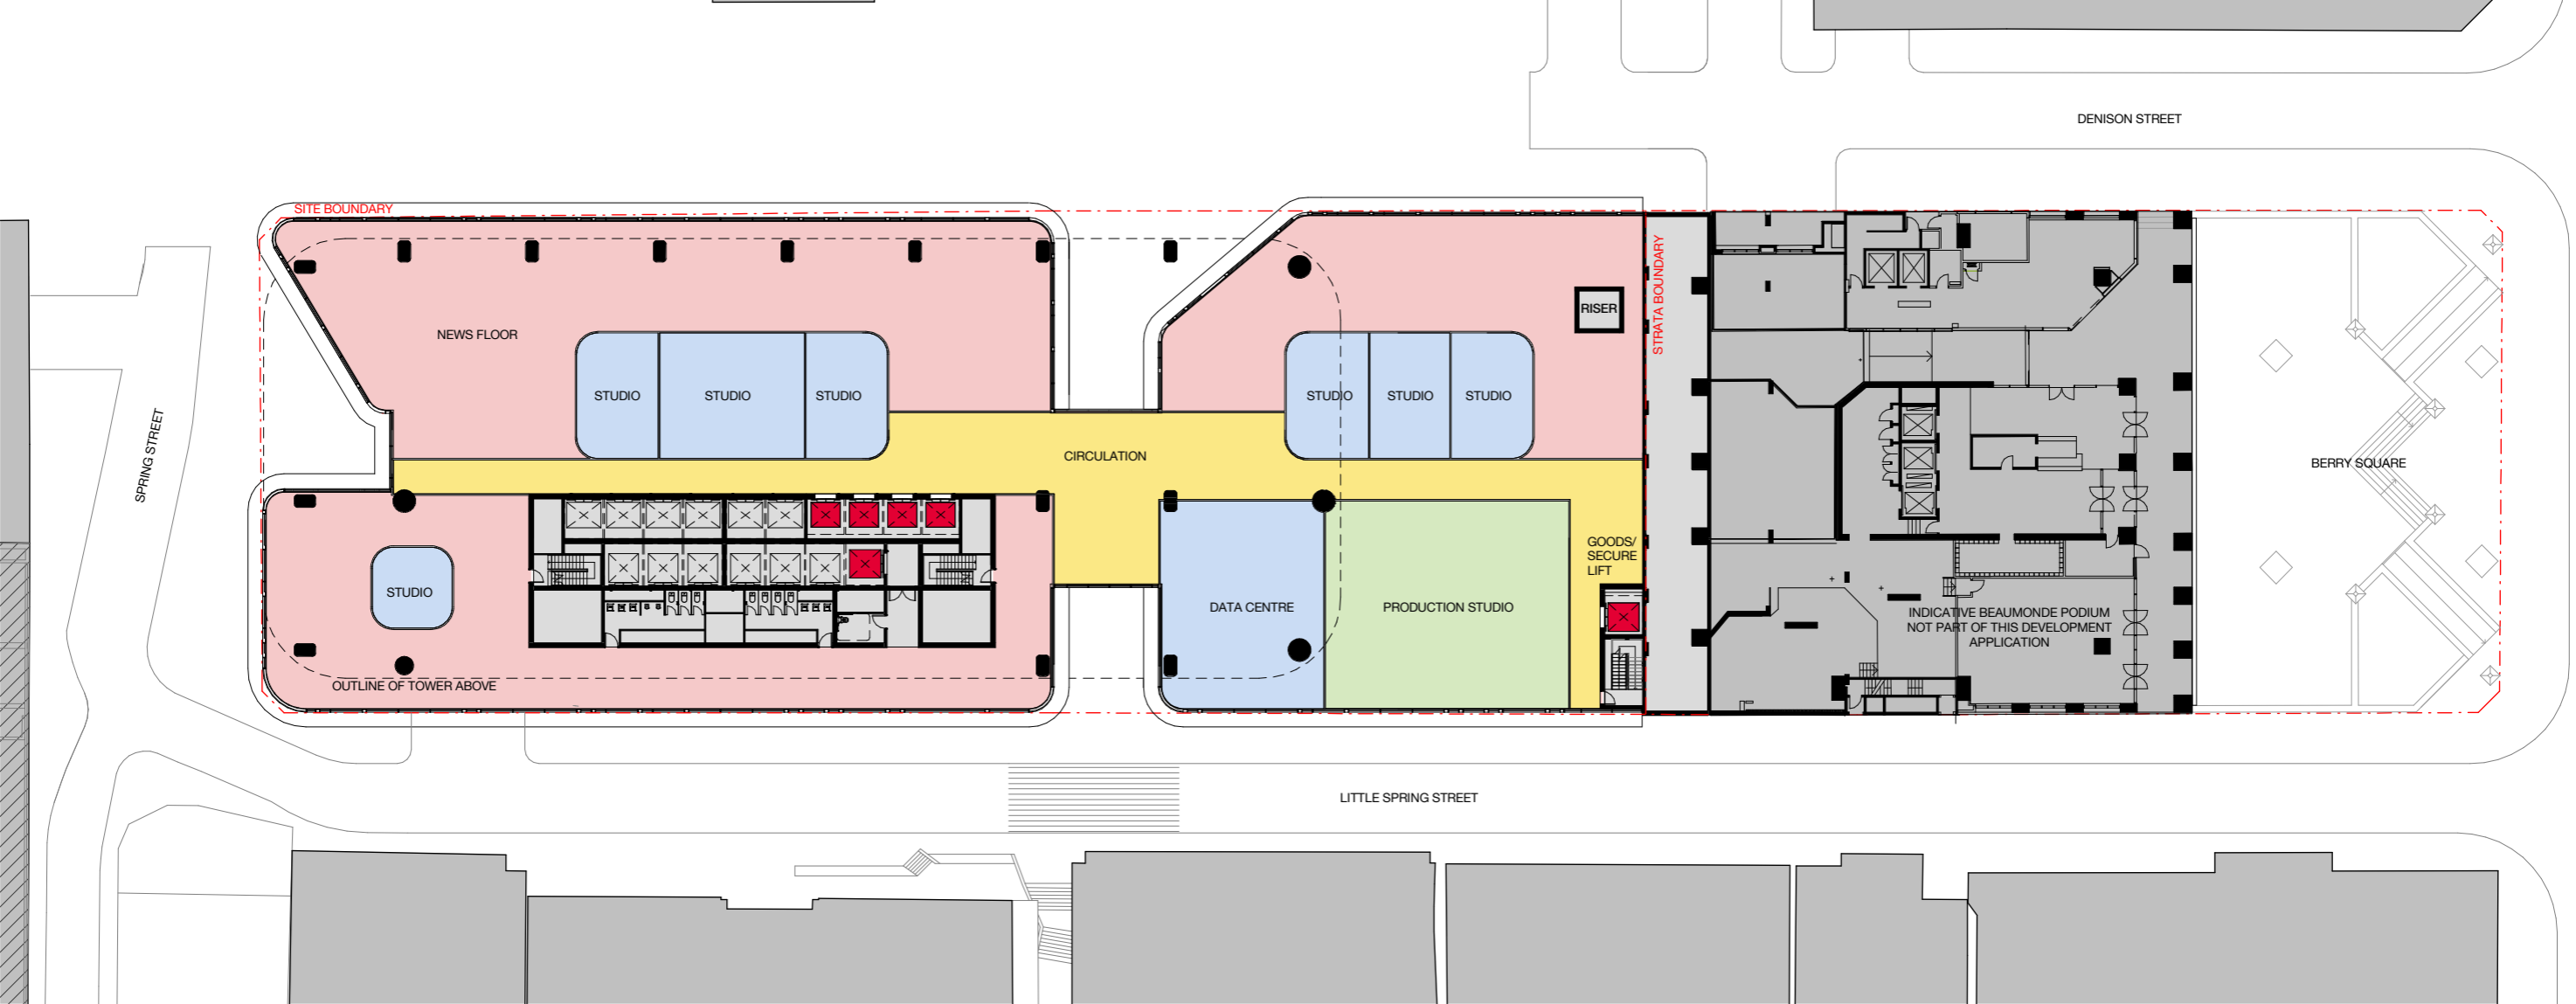 DENISON STREET
SITE BOUNDARY
STRATA BOUNDARY
RISER
NEWS FLOOR
STUDIO
STUDIO
STUDIO
STUDIO
STUDIO
STUDIO
SPRING STREET
CIRCULATION
BERRY SQUARE
GOODS/
SECURE
LIFT
STUDIO
DATA CENTRE
PRODUCTION STUDIO
INDICATIVE BEAUMONDE PODIUM
NOT PART OF THIS DEVELOPMENT
APPLICATION
OUTLINE OF TOWER ABOVE
LITTLE SPRING STREET